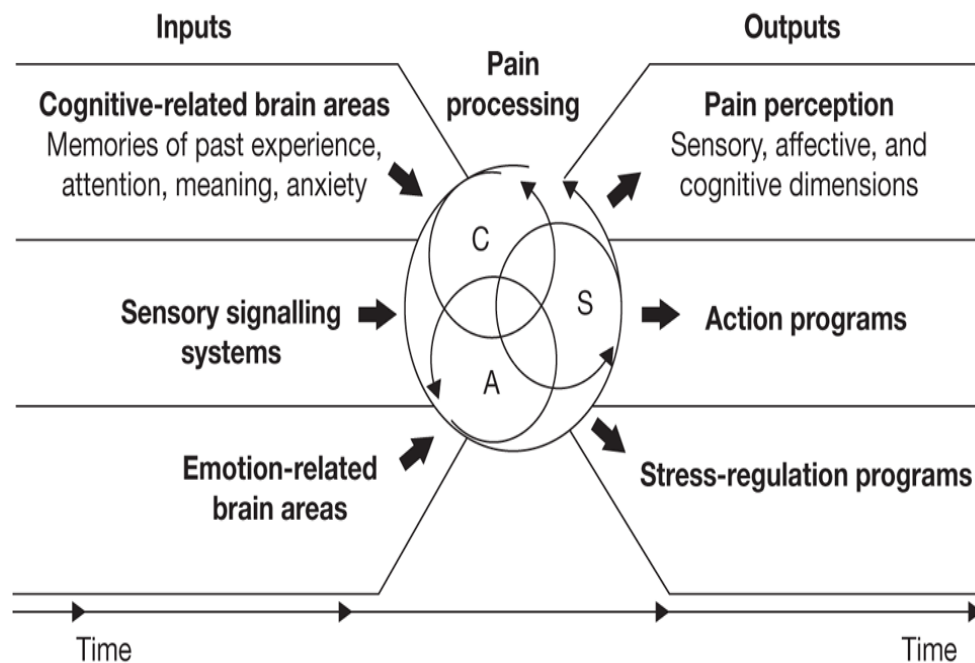 Inputs
Outputs
Pain
processing
Cognitive-related brain areas
Memories of past experience,
attention, meaning, anxiety
Pain perception
Sensory, affective, and
cognitive dimensions
C
S
A
Sensory signalling
systems
Action programs
Emotion-related
brain areas
Stress-regulation programs
Time
Time